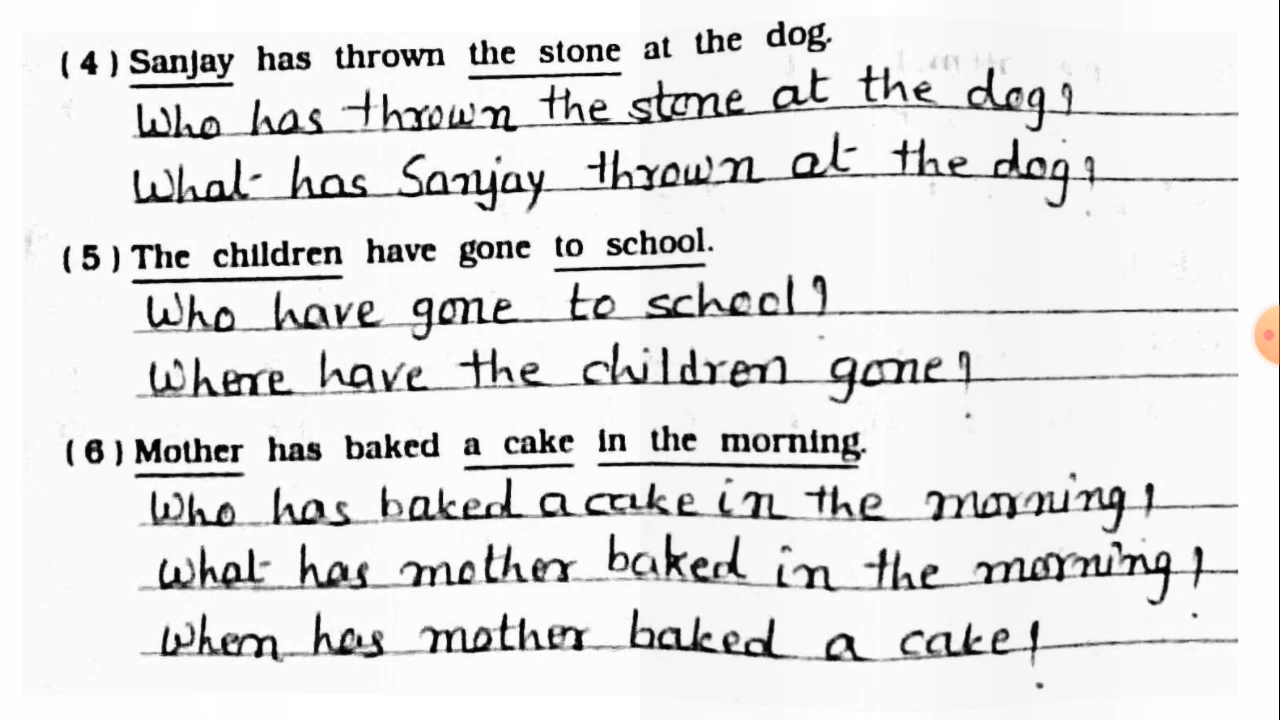 (4) Sanjay has thrown the stone at the dog.
Who has thrown the stone at the dog?
What has Sanjay thrown at the dog?
(5) The children have gone to school.
Who have gone to school?
Where have the children gone?
(6) Mother has baked a cake in the morning.
Who has baked a cake in the morning?
What has mother baked in the morning?
When has mother baked a cake?